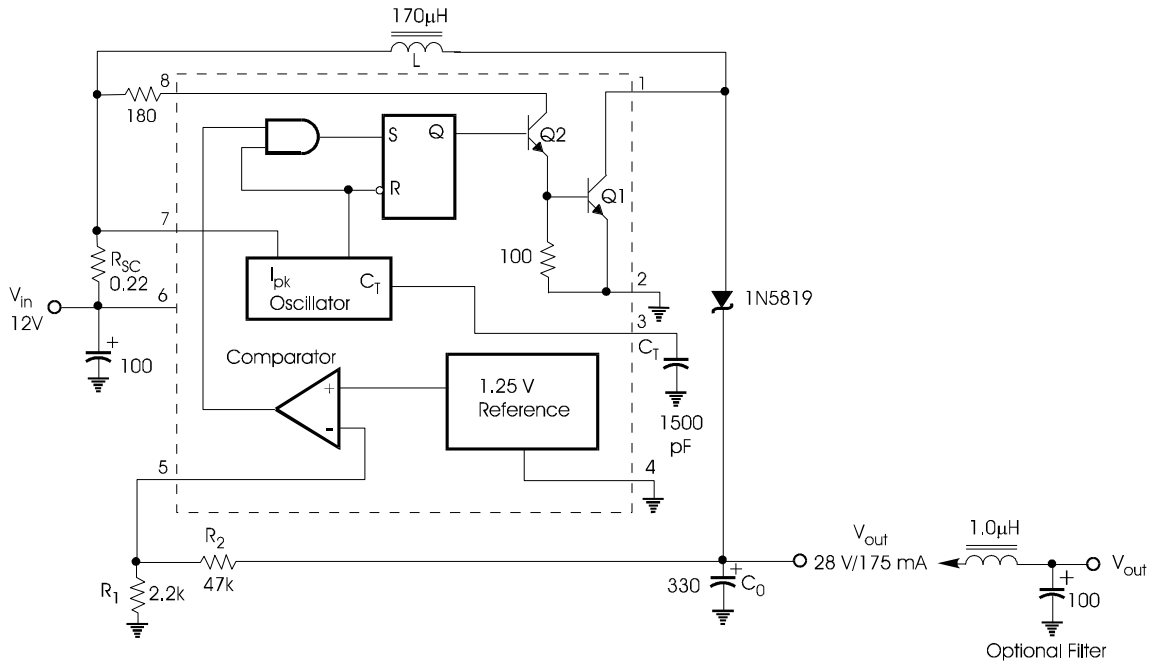 170µH
L
8
1
180
S
Q
Q2
R
Q1
7
100
RSC
0.22
Ipk
CT
Oscillator
2
Vin
12V
6
1N5819
3
+
100
Comparator
CT
1.25 V
Reference
+
-
1500
pF
5
4
R2
47k
Vout
28 V/175 mA
1.0µH
Vout
R1
2.2k
330
+
C0
+
100
Optional Filter